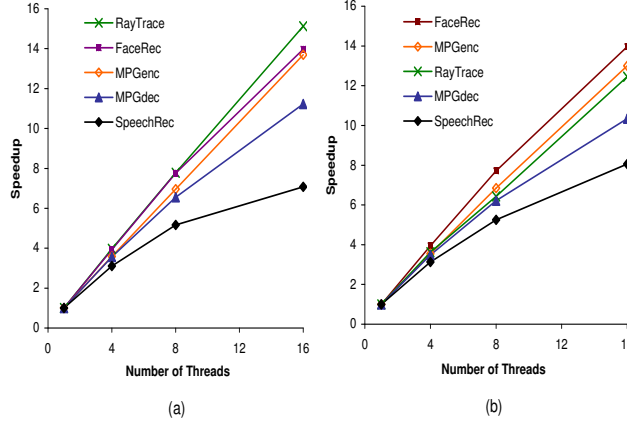 16
14
12
10
8
6
4
2
0
Speedup
RayTrace
FaceRec
MPGenc
MPGdec
SpeechRec
0 4 8 12 16
Number of Threads
(a)
16
14
12
10
8
6
4
2
0
Speedup
FaceRec
MPGenc
RayTrace
MPGdec
SpeechRec
0 4 8 12
Number of Threads
(b)